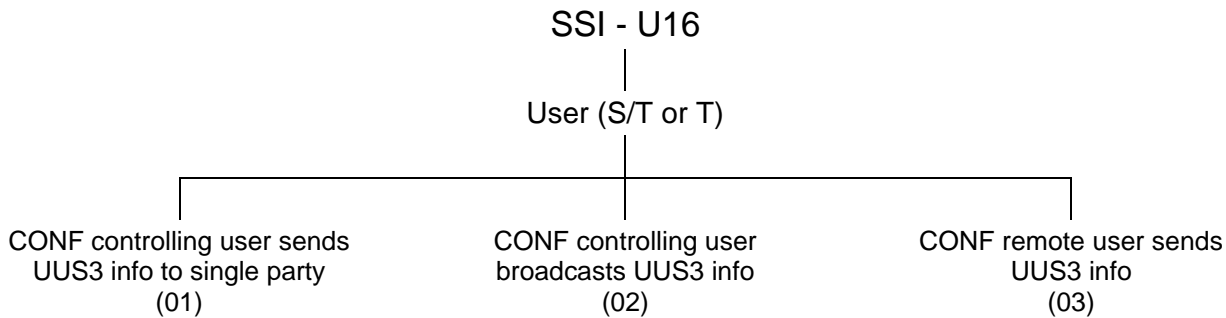 SSI - U16
User (S/T or T)
CONF controlling user sends
UUS3 info to single party
(01)
CONF controlling user
broadcasts UUS3 info
(02)
CONF remote user sends
UUS3 info
(03)